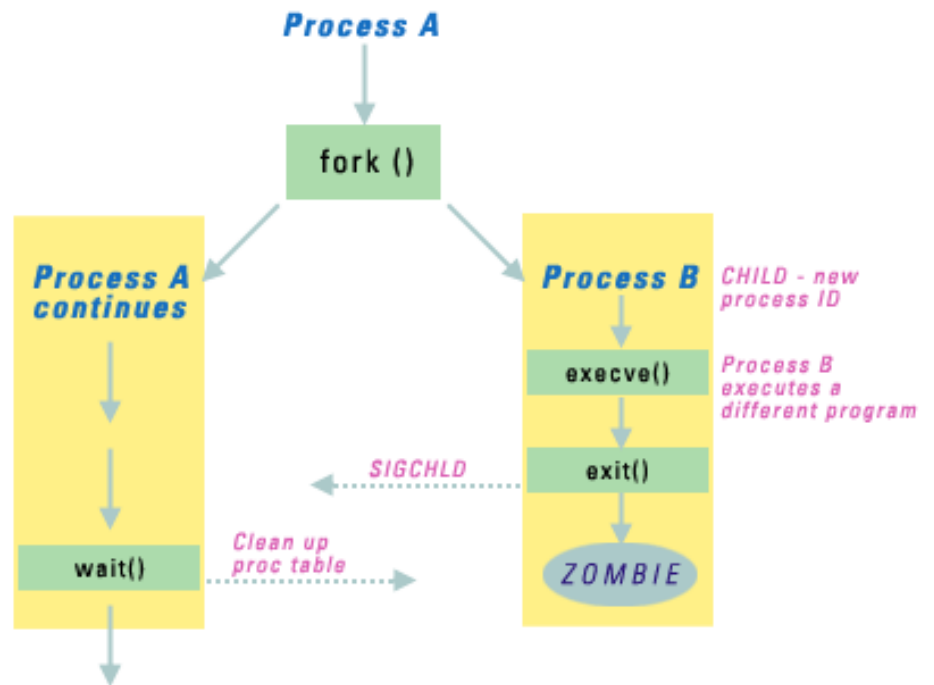 Process A
fork ()
Process A
continues
Process B
CHILD - new
process ID
execve()
Process B
executes a
different program
exit()
SIGCHLD
Clean up
proc table
wait()
ZOMBIE